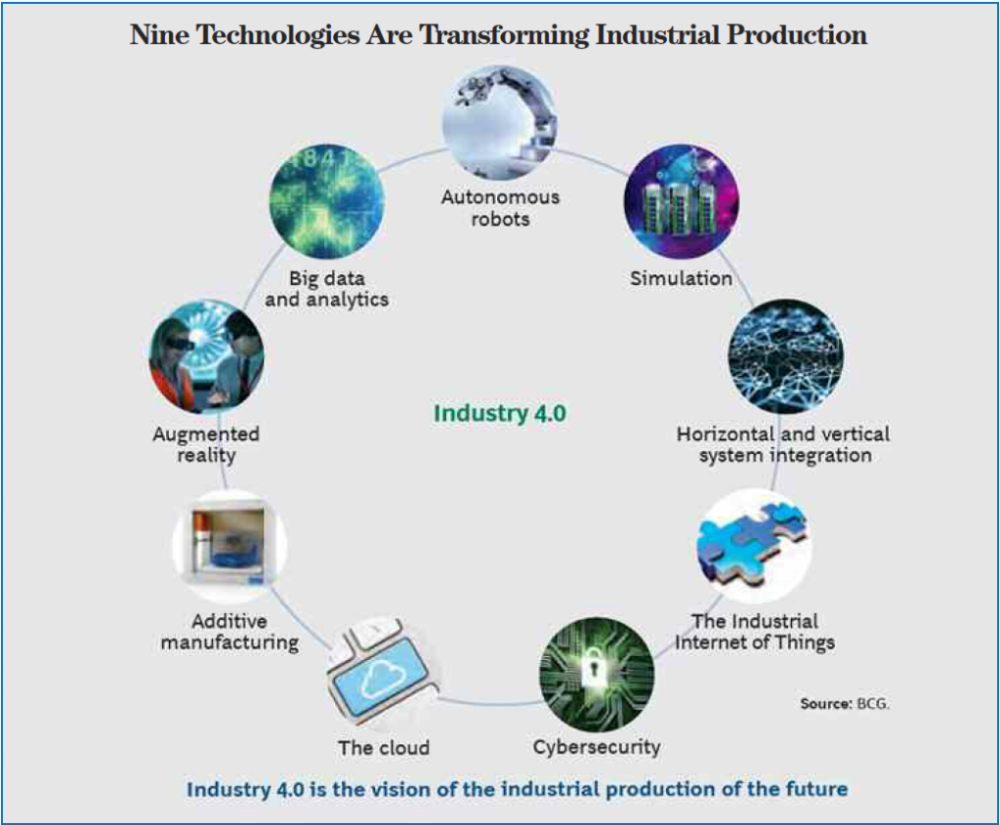 Nine Technologies Are Transforming Industrial Production
4841
Autonomous
robots
Simulation
Horizontal and vertical
system integration
The Industrial
Internet of Things
Cybersecurity
The cloud
Additive
manufacturing
Augmented
reality
Big data
and analytics
Industry 4.0
Source: BCG.
Industry 4.0 is the vision of the industrial production of the future